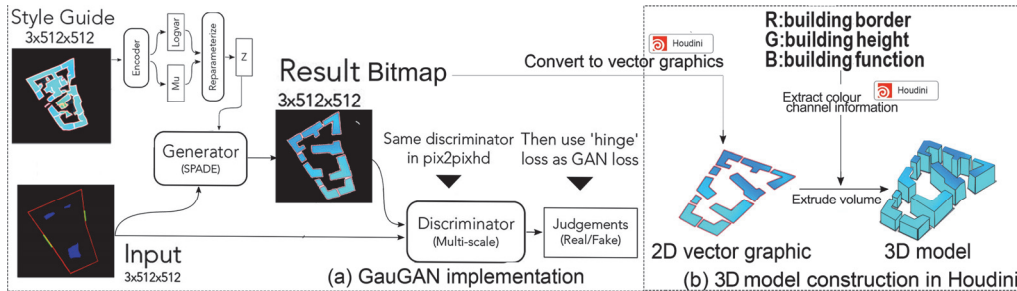 Style Guide
3x512x512
Encoder
Logvar
Mu
Reparameterize
Z
Generator
(SPADE)
Input
3x512x512
Result Bitmap
3x512x512
Same discriminator
in pix2pixhd
Then use 'hinge'
loss as GAN loss
Discriminator
(Multi-scale)
Judgements
(Real/Fake)
(a) GauGAN implementation
Houdini
Convert to vector graphics
R:building border
G:building height
B:building function
Houdini
Extract colour
channel information
Extrude volume
2D vector graphic
3D model
(b) 3D model construction in Houdini